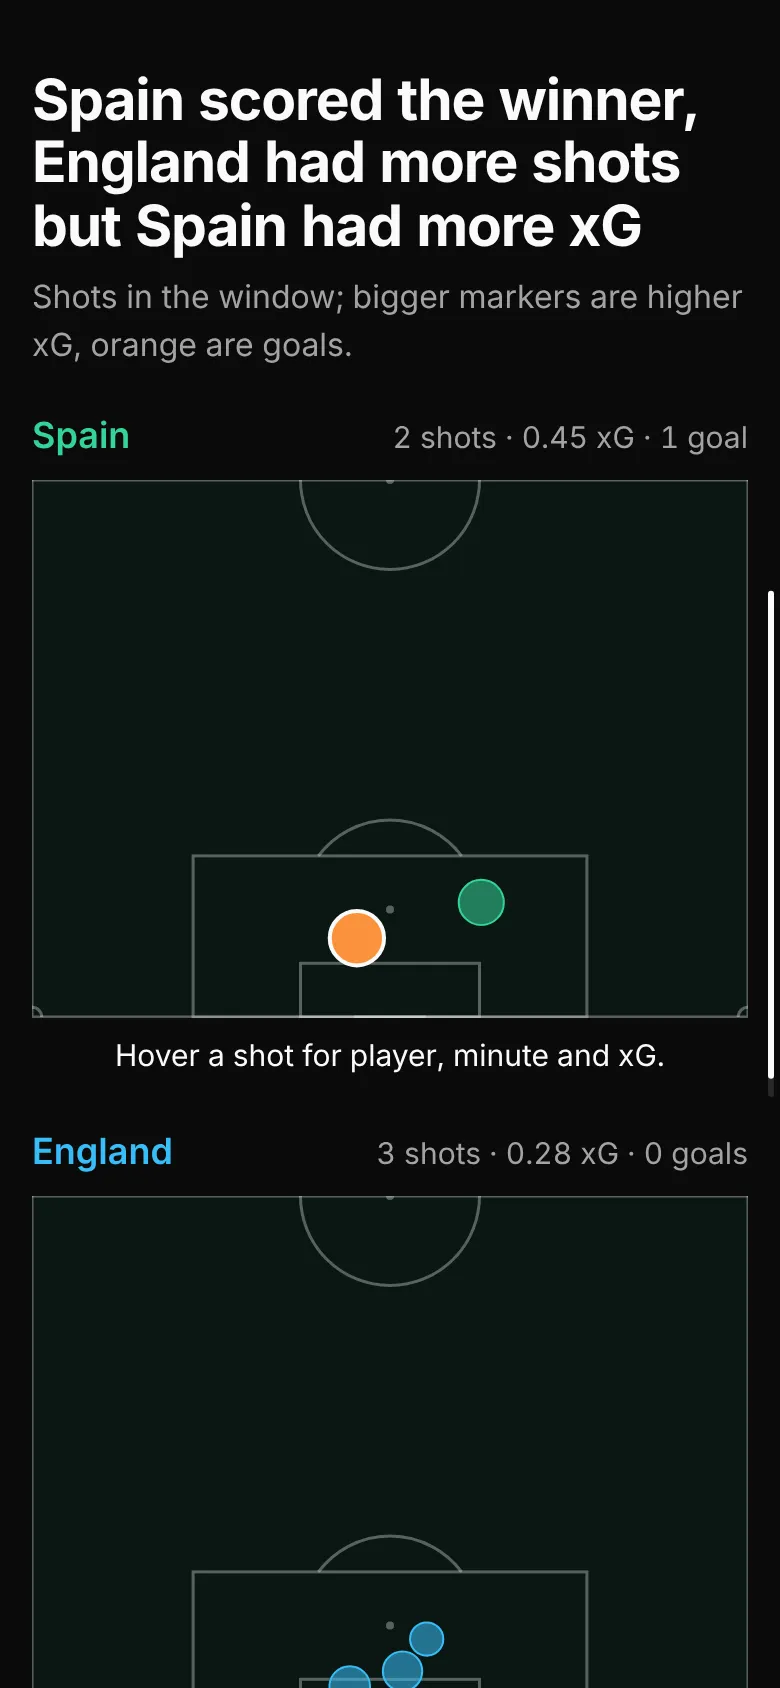 Spain scored the winner,
England had more shots
but Spain had more xG
Shots in the window; bigger markers are higher
xG, orange are goals.
Spain
2 shots · 0.45 xG · 1 goal
Hover a shot for player, minute and xG.
England
3 shots · 0.28 xG · 0 goals